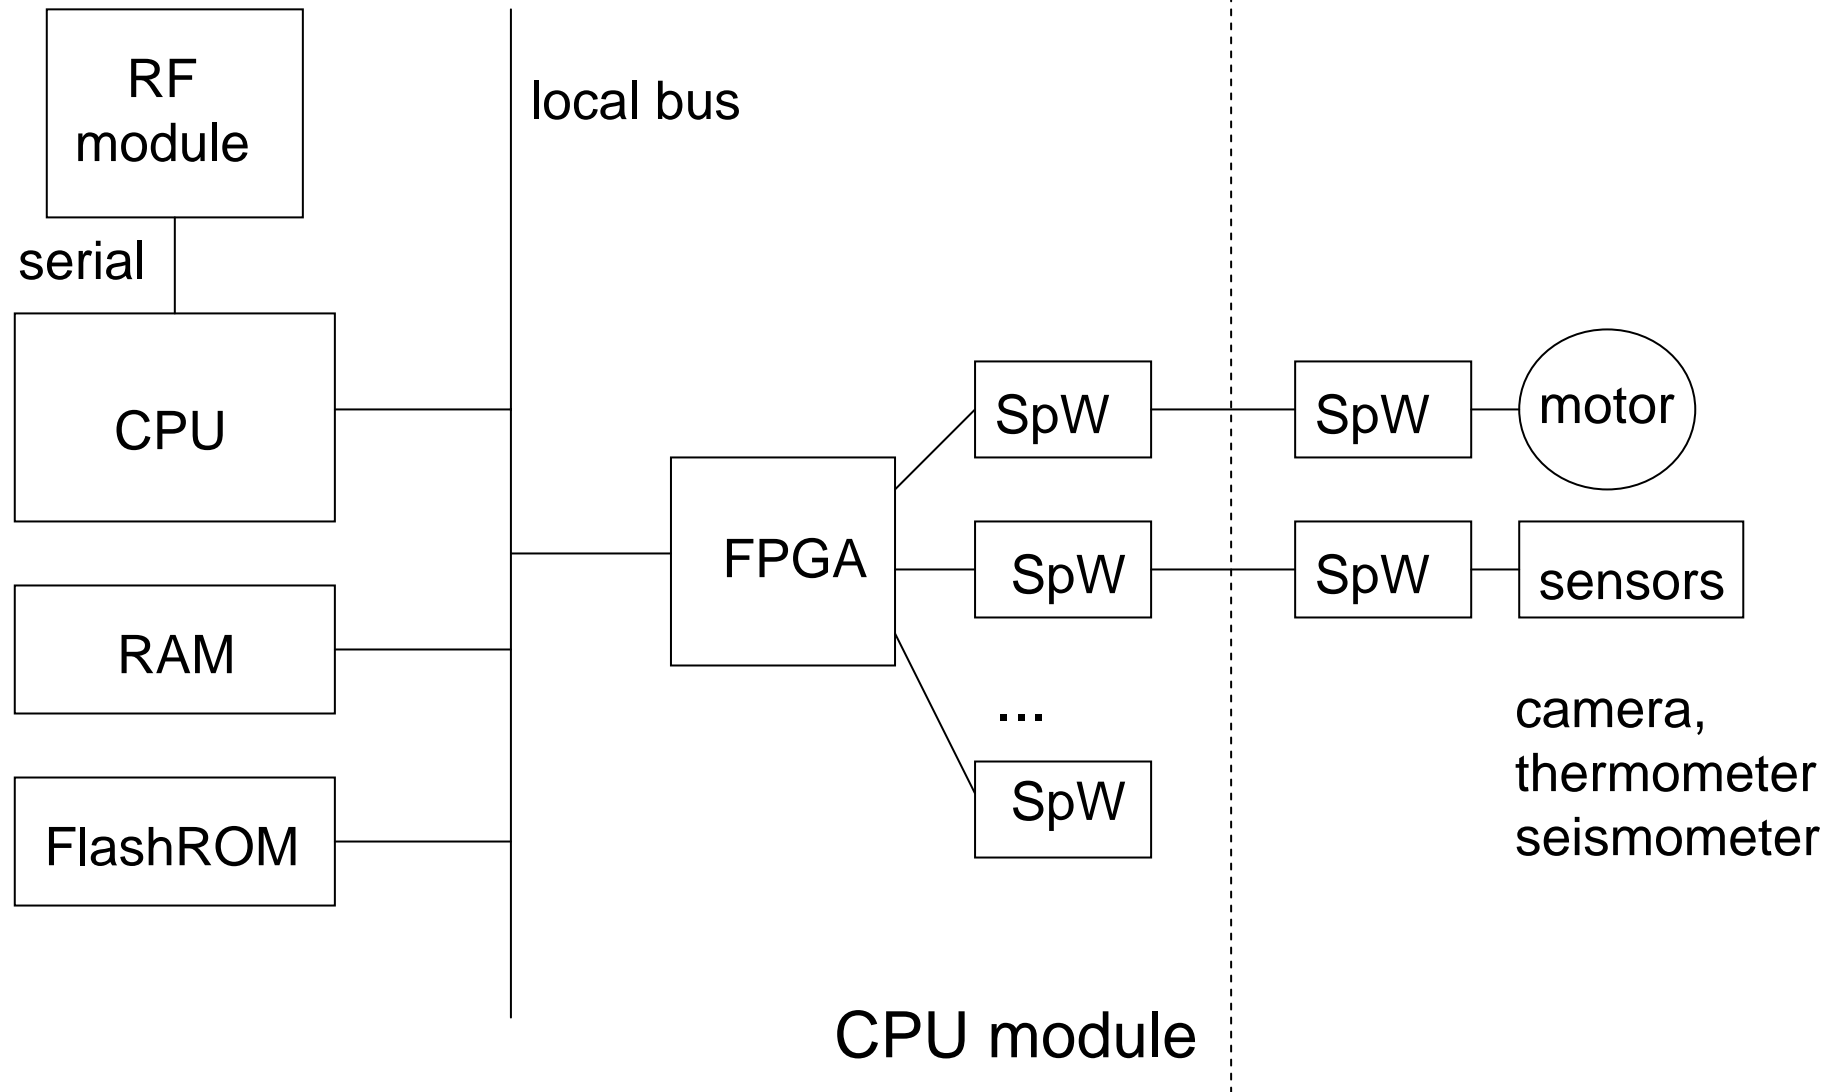 RF
module
local bus
serial
CPU
SpW
SpW
motor
FPGA
SpW
SpW
sensors
RAM
...
SpW
camera,
thermometer
seismometer
FlashROM
CPU module